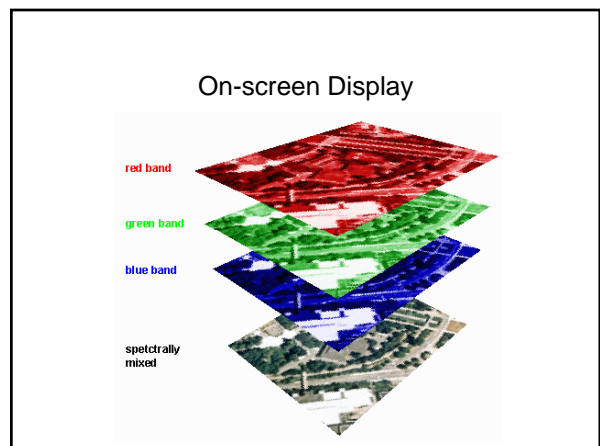 On-screen Display
red band
green band
blue band
spetctrally
mixed